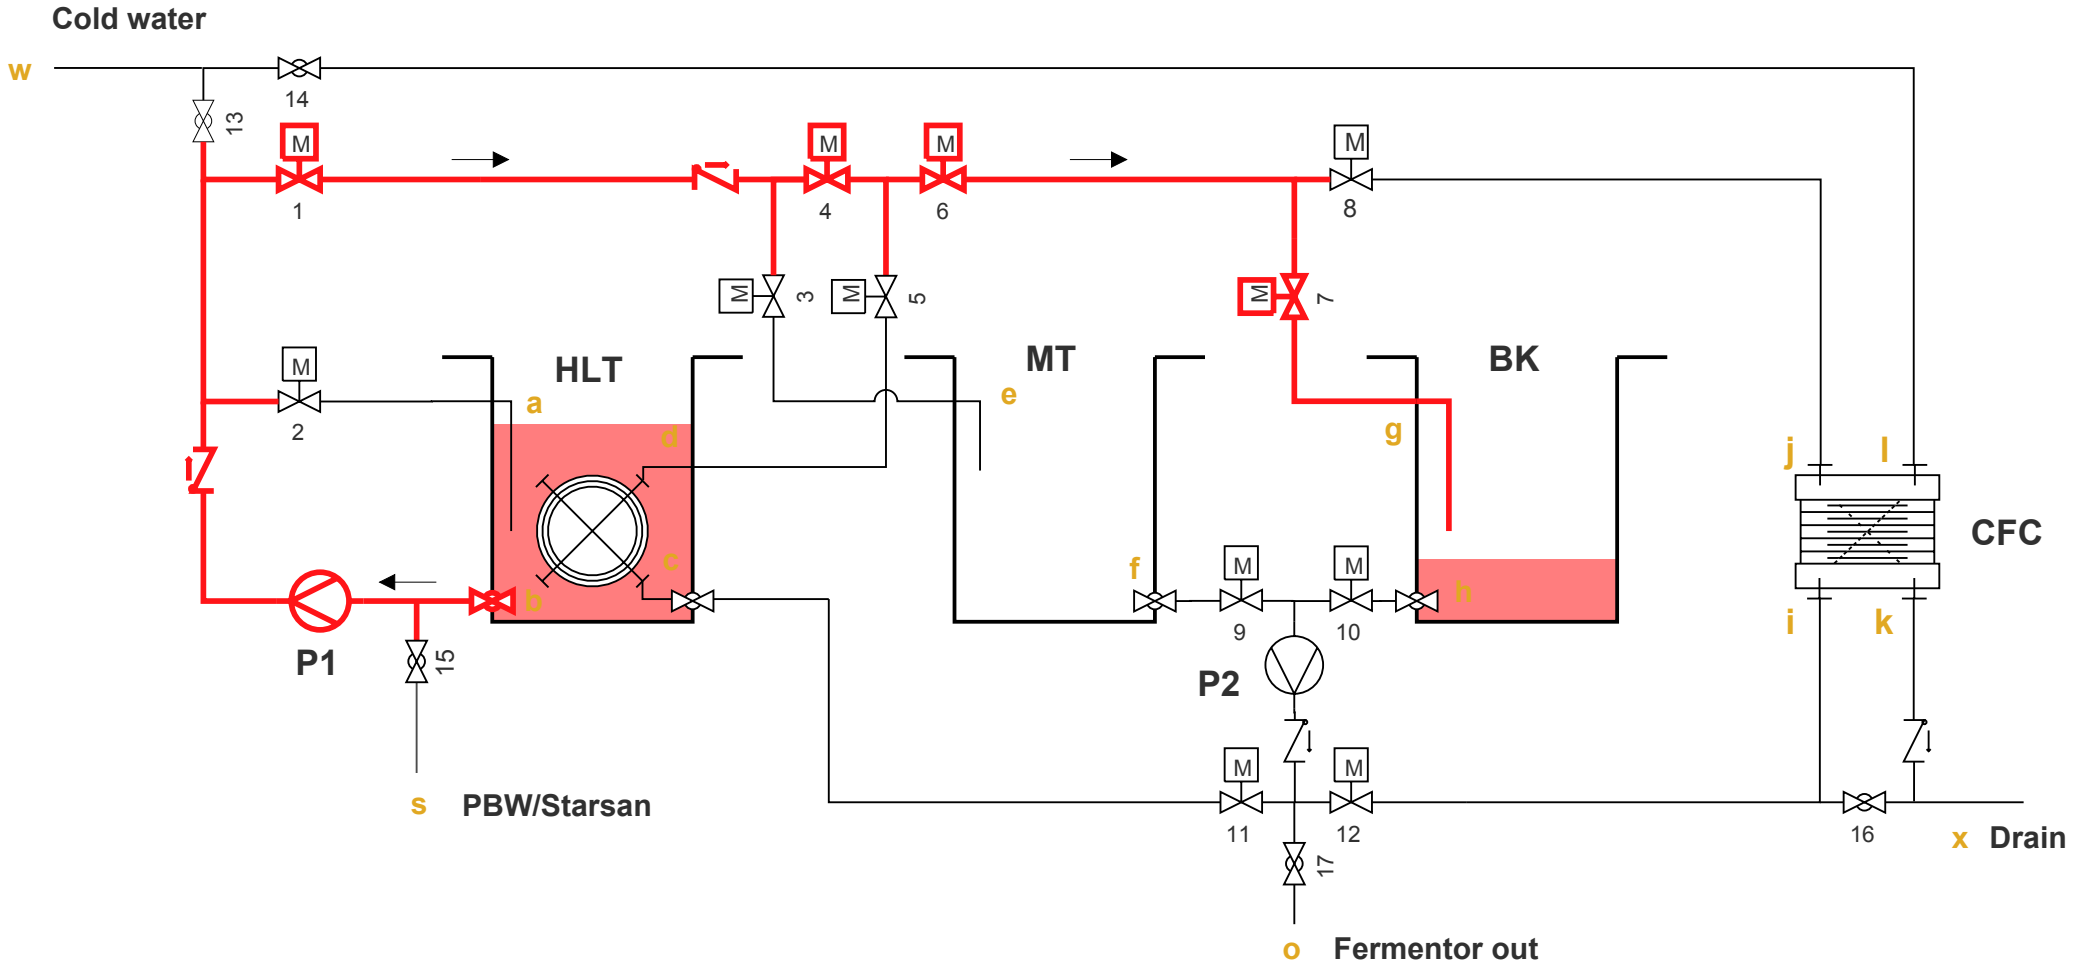 Cold water
w
14
13
M
M
M
M
1
4
6
8
M
3
M
5
M
7
M
2
HLT
MT
BK
a
d
e
g
j
l
c
b
f
h
M
M
CFC
9
10
i
k
P1
15
P2
s
PBW/Starsan
M
M
11
12
16
17
x
Drain
o
Fermentor out